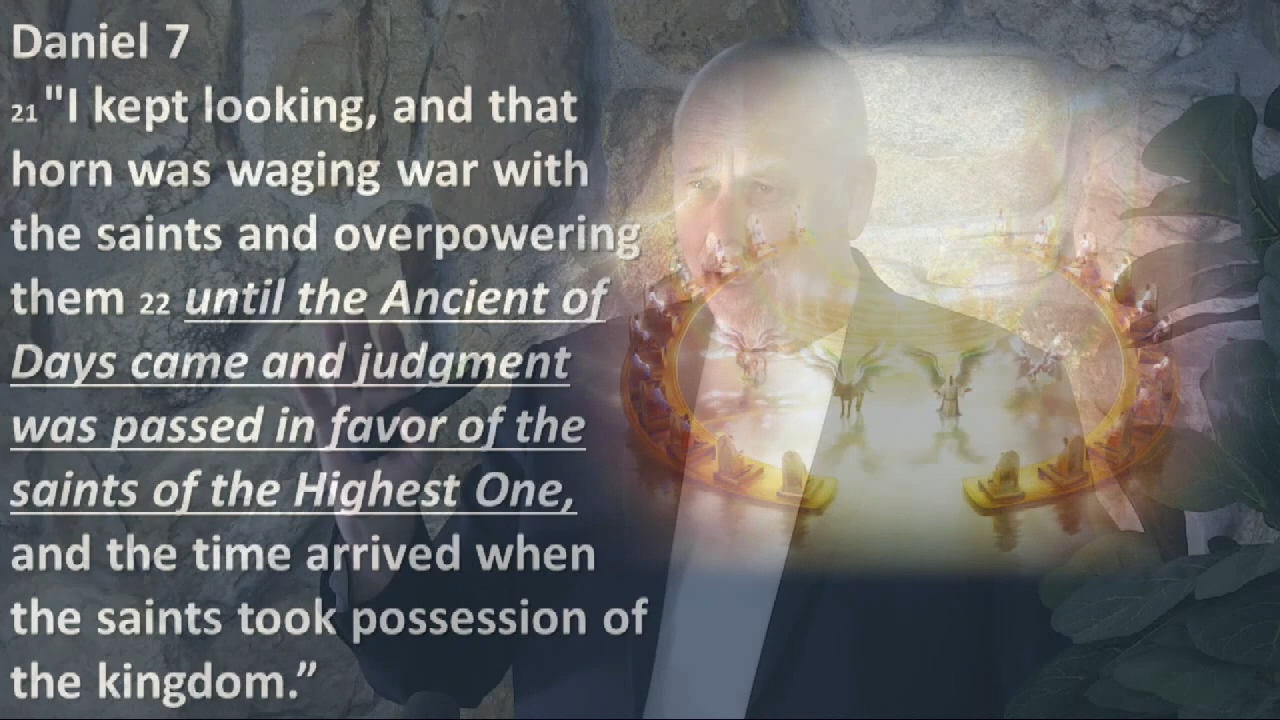 Daniel 7
21 "I kept looking, and that
horn was waging war with
the saints and overpowering
them 22 until the Ancient of
Days came and judgment
was passed in favor of the
saints of the Highest One,
and the time arrived when
the saints took possession of
the kingdom.”